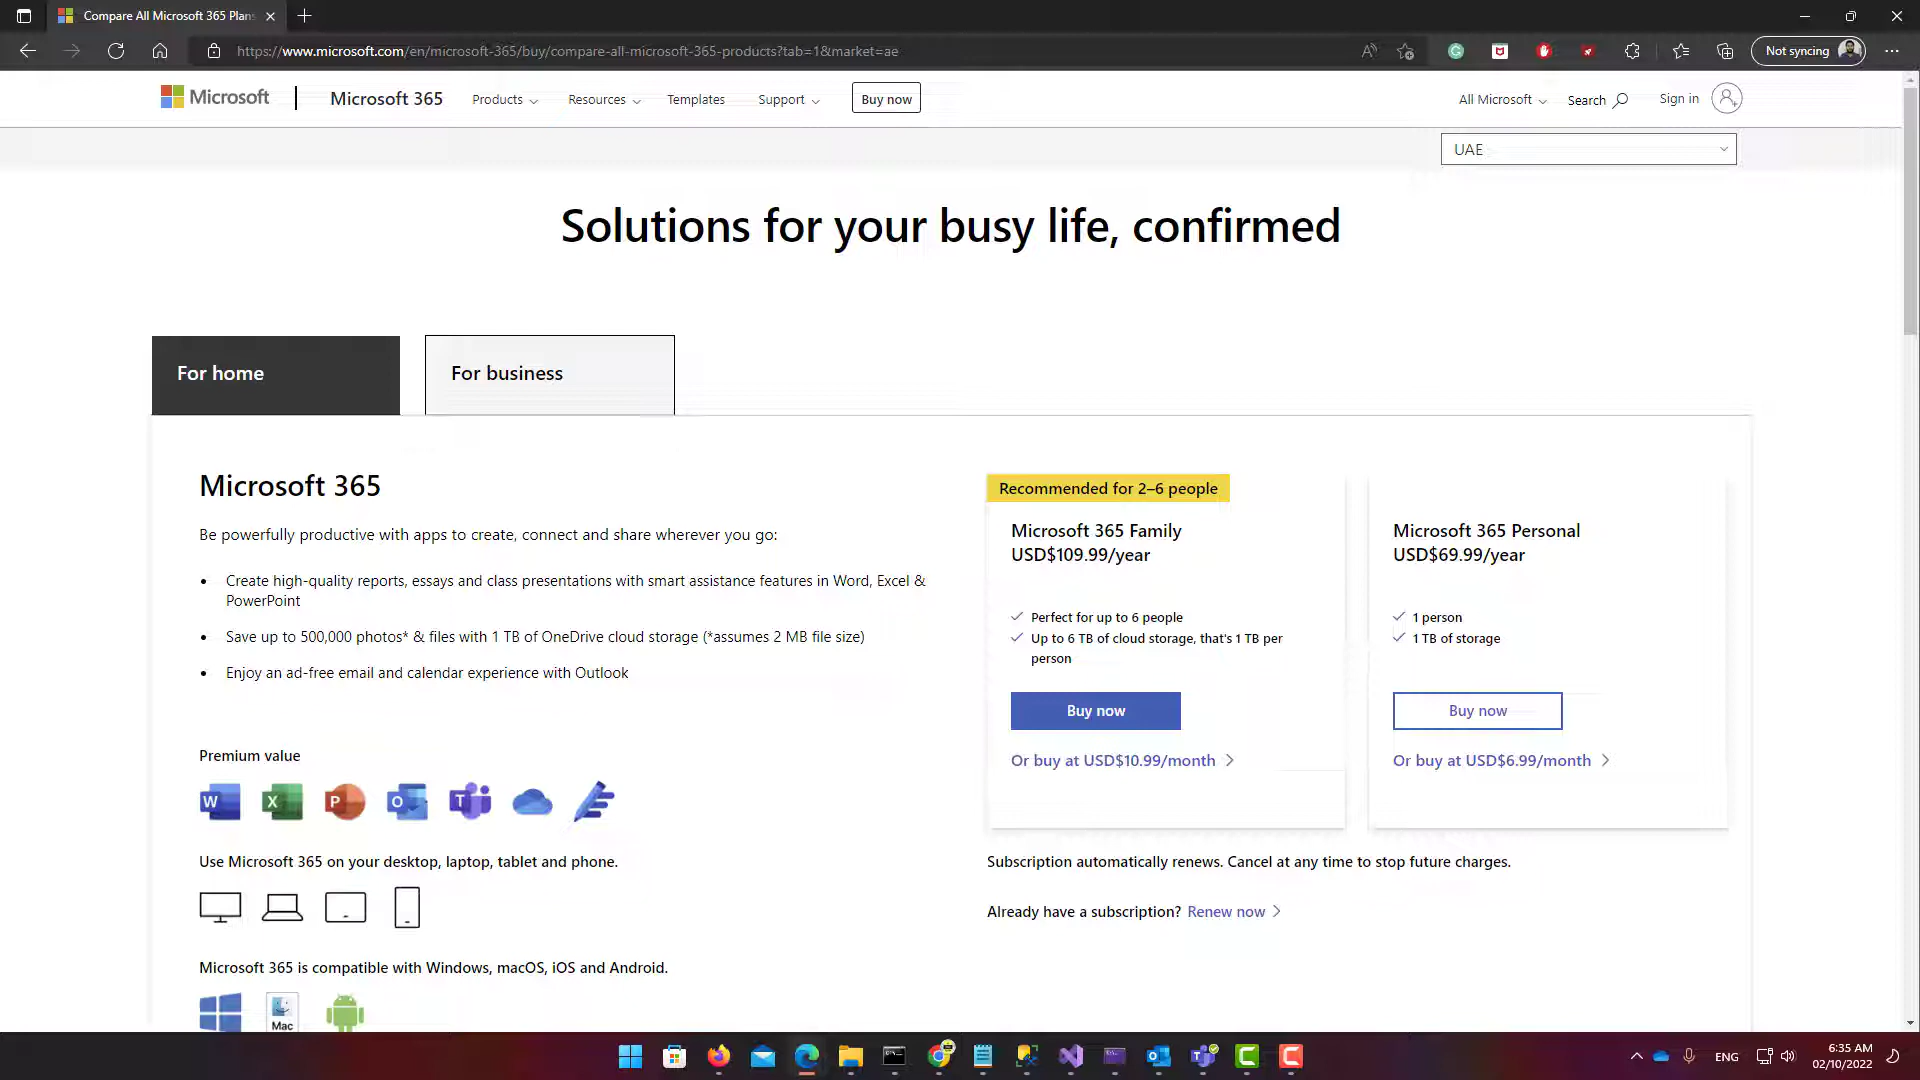 Compare All Microsoft 365 Plans
https://www.microsoft.com/en/microsoft-365/buy/compare-all-microsoft-365-products?tab=1&market=ae
Not syncing
Microsoft
Microsoft 365
Products
Resources
Templates
Support
Buy now
All Microsoft
Search
Sign in
UAE
Solutions for your busy life, confirmed
For home
For business
Microsoft 365
Be powerfully productive with apps to create, connect and share wherever you go:
• Create high-quality reports, essays and class presentations with smart assistance features in Word, Excel &
PowerPoint
• Save up to 500,000 photos* & files with 1 TB of OneDrive cloud storage (*assumes 2 MB file size)
• Enjoy an ad-free email and calendar experience with Outlook
Premium value
W X P O T
Use Microsoft 365 on your desktop, laptop, tablet and phone.
Microsoft 365 is compatible with Windows, macOS, iOS and Android.
Mac
Recommended for 2–6 people
Microsoft 365 Family
USD$109.99/year
Perfect for up to 6 people
Up to 6 TB of cloud storage, that's 1 TB per
person
Buy now
Or buy at USD$10.99/month
Microsoft 365 Personal
USD$69.99/year
1 person
1 TB of storage
Buy now
Or buy at USD$6.99/month
Subscription automatically renews. Cancel at any time to stop future charges.
Already have a subscription? Renew now
ENG
6:35 AM
02/10/2022